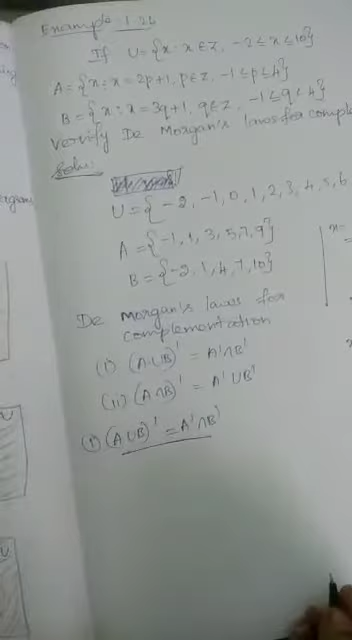 Example 1.26
If U = {x : x ∈ Z, -2 ≤ x ≤ 10}
A = {x : x = 2p+1, p ∈ Z, -1 ≤ p ≤ 4}
B = {x : x = 3q+1, q ∈ Z, -1 ≤ q < 4}
Verify De Morgan's laws for comple
Soln:
U = {-2, -1, 0, 1, 2, 3, 4, 5, 6
A = {-1, 1, 3, 5, 7, 9}
B = {-2, 1, 4, 7, 10}
De Morgan's laws for
complementation
(i) (A∪B)' = A'∩B'
(ii) (A∩B)' = A'∪B'
(i) (A∪B)' = A'∩B'